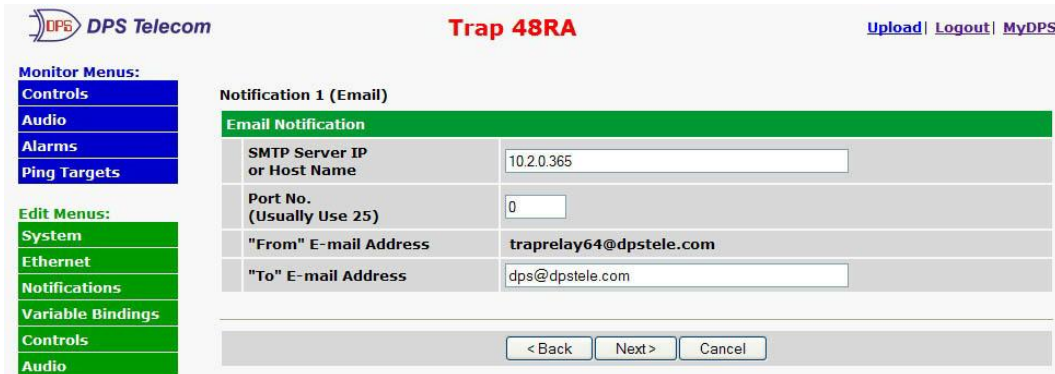 DPS DPS Telecom
Trap 48RA
Upload| Logout| MyDPS
Monitor Menus:
Controls
Audio
Alarms
Ping Targets
Edit Menus:
System
Ethernet
Notifications
Variable Bindings
Controls
Audio
Notification 1 (Email)
Email Notification
SMTP Server IP
or Host Name
10.2.0.365
Port No.
(Usually Use 25)
0
"From" E-mail Address
traprelay64@dpstele.com
"To" E-mail Address
dps@dpstele.com
< Back
Next >
Cancel